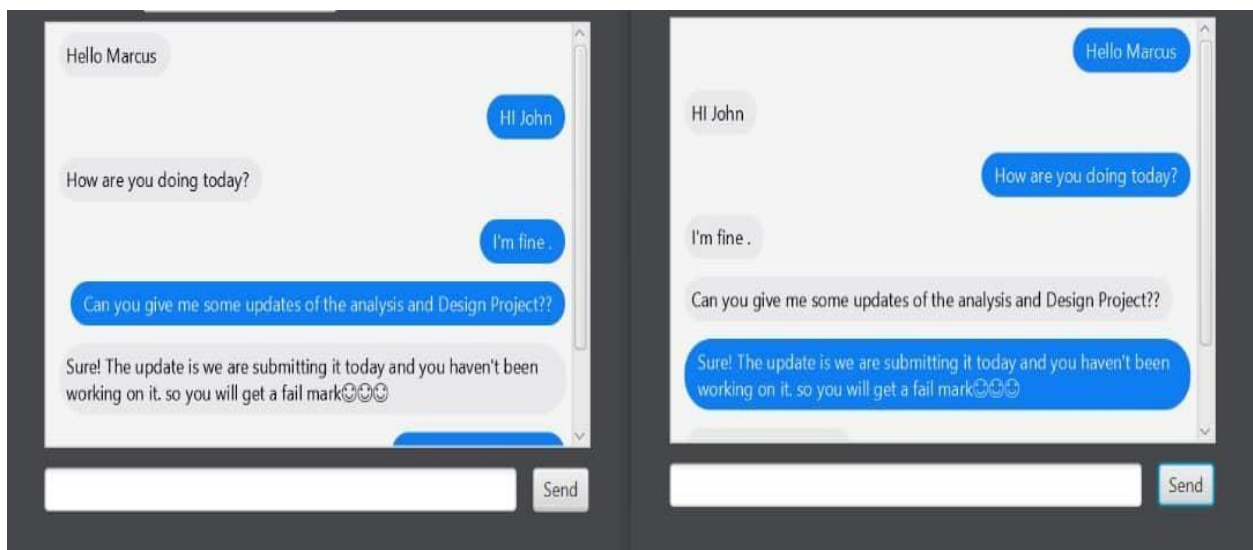 Hello Marcus
HI John
How are you doing today?
I'm fine .
Can you give me some updates of the analysis and Design Project??
Sure! The update is we are submitting it today and you haven't been
working on it. so you will get a fail mark☺☺☺
Send
Hello Marcus
HI John
How are you doing today?
I'm fine .
Can you give me some updates of the analysis and Design Project??
Sure! The update is we are submitting it today and you haven't been
working on it. so you will get a fail mark☺☺☺
Send